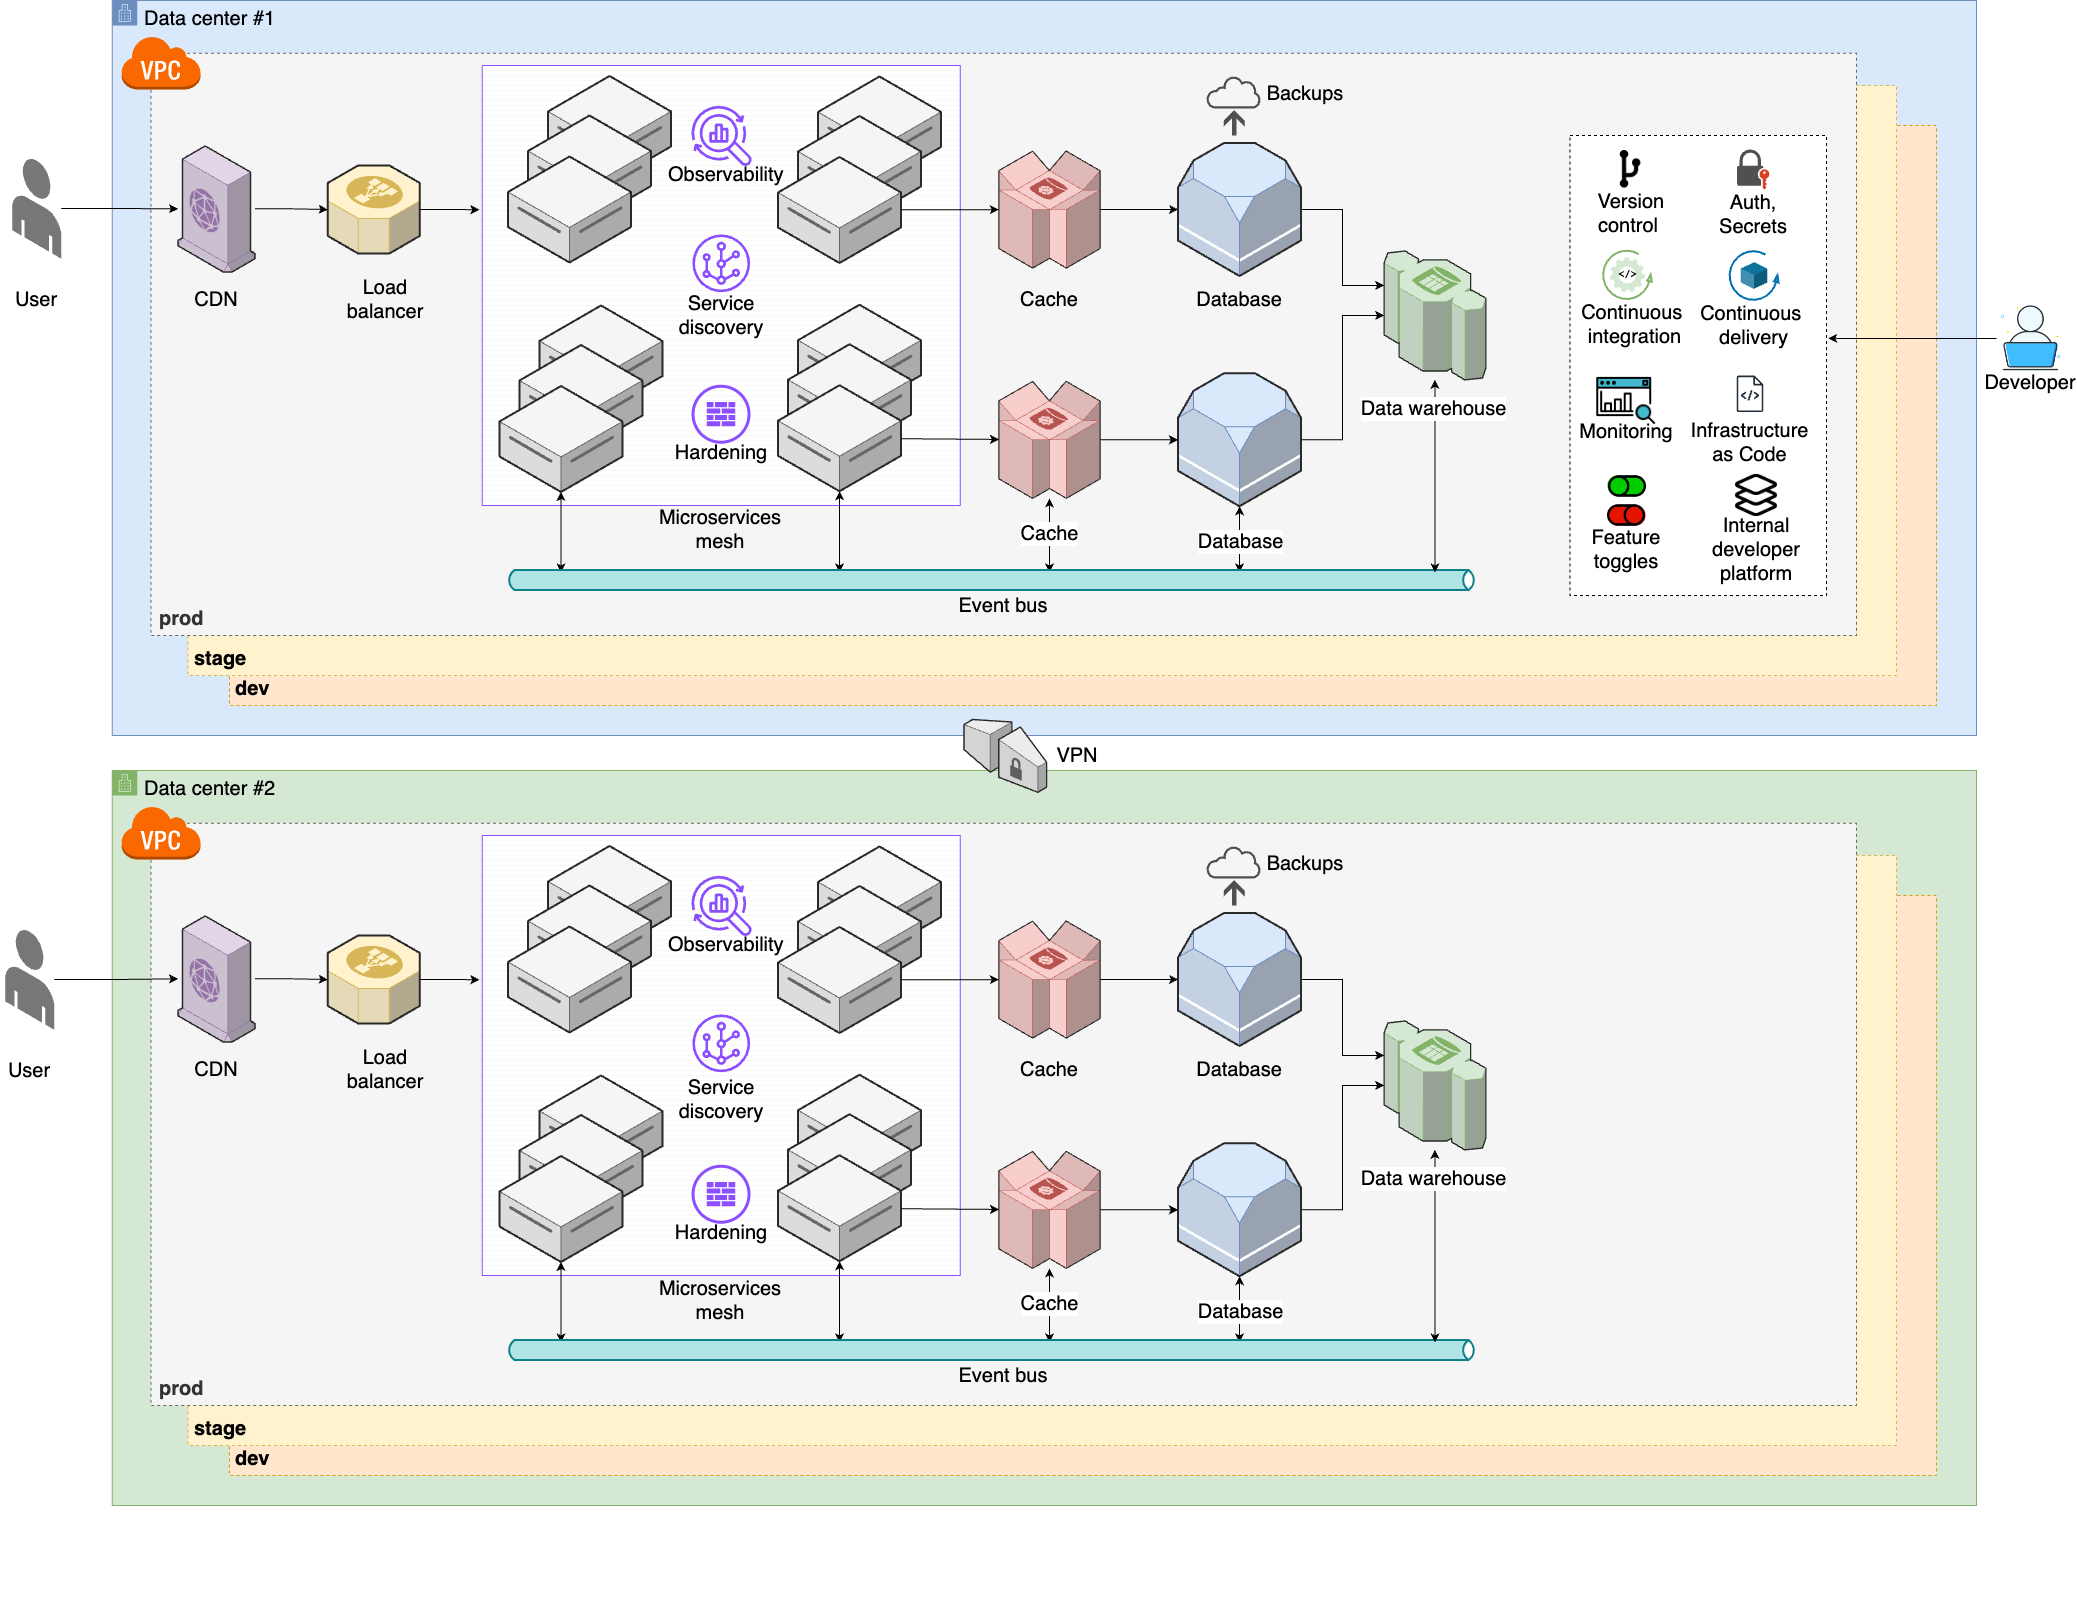 Data center #1
VPC
Backups
Observability
Version
control
Auth,
Secrets
User
CDN
Load
balancer
Service
discovery
Cache
Database
Continuous
integration
Continuous
delivery
Developer
Data warehouse
Hardening
Monitoring
Infrastructure
as Code
Microservices
mesh
Cache
Database
Feature
toggles
Internal
developer
platform
Event bus
prod
stage
dev
VPN
Data center #2
VPC
Backups
Observability
User
CDN
Load
balancer
Service
discovery
Cache
Database
Data warehouse
Hardening
Microservices
mesh
Cache
Database
Event bus
prod
stage
dev